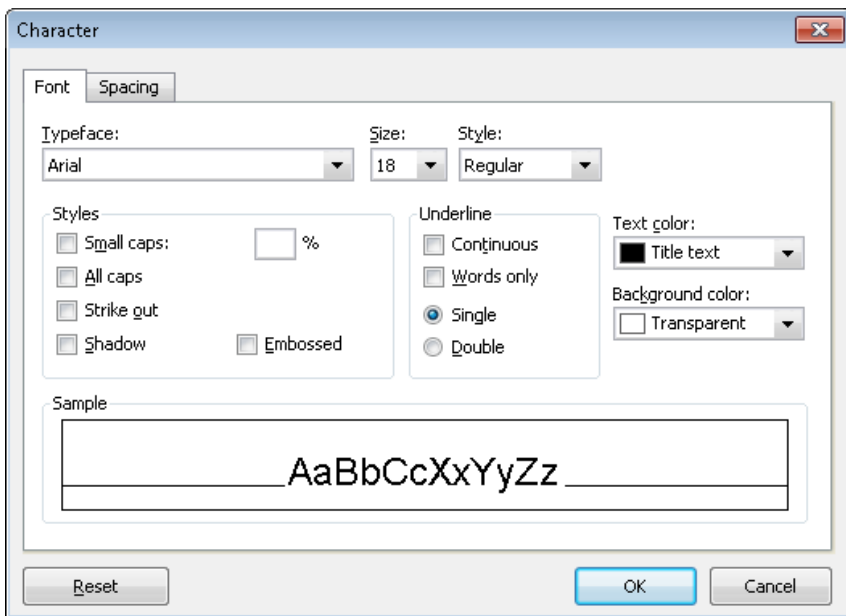 Character
Font Spacing
Typeface: Size: Style:
Arial 18 Regular
Styles Underline
Text color:
Small caps: % Continuous
Title text
All caps Words only
Background color:
Strike out Single
Transparent
Shadow Embossed Double
Sample
AaBbCcXxYyZz
Reset OK Cancel